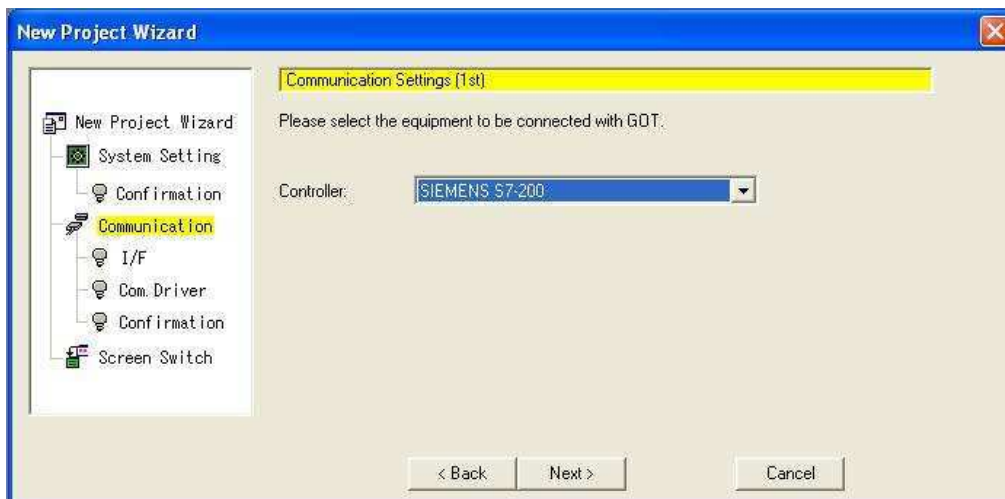 New Project Wizard
New Project Wizard
System Setting
Confirmation
Communication
I/F
Com.Driver
Confirmation
Screen Switch
Communication Settings (1st)
Please select the equipment to be connected with GOT.
Controller:
SIEMENS S7-200
< Back
Next >
Cancel